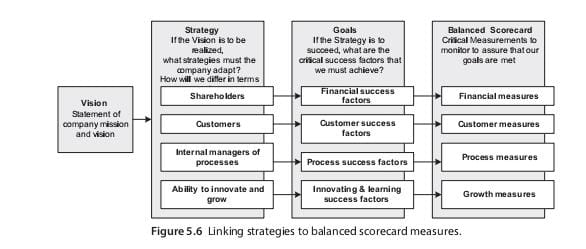 Strategy
If the Vision is to be
realized,
what strategies must the
company adapt?
How will we differ in terms
Goals
If the Strategy is to
succeed, what are the
critical success factors that
we must achieve?
Balanced Scorecard
Critical Measurements to
monitor to assure that our
goals are met
Vision
Statement of
company mission
and vision
Shareholders
Financial success
factors
Financial measures
Customers
Customer success
factors
Customer measures
Internal managers of
processes
Process success factors
Process measures
Ability to innovate and
grow
Innovating & learning
success factors
Growth measures
Figure 5.6 Linking strategies to balanced scorecard measures.